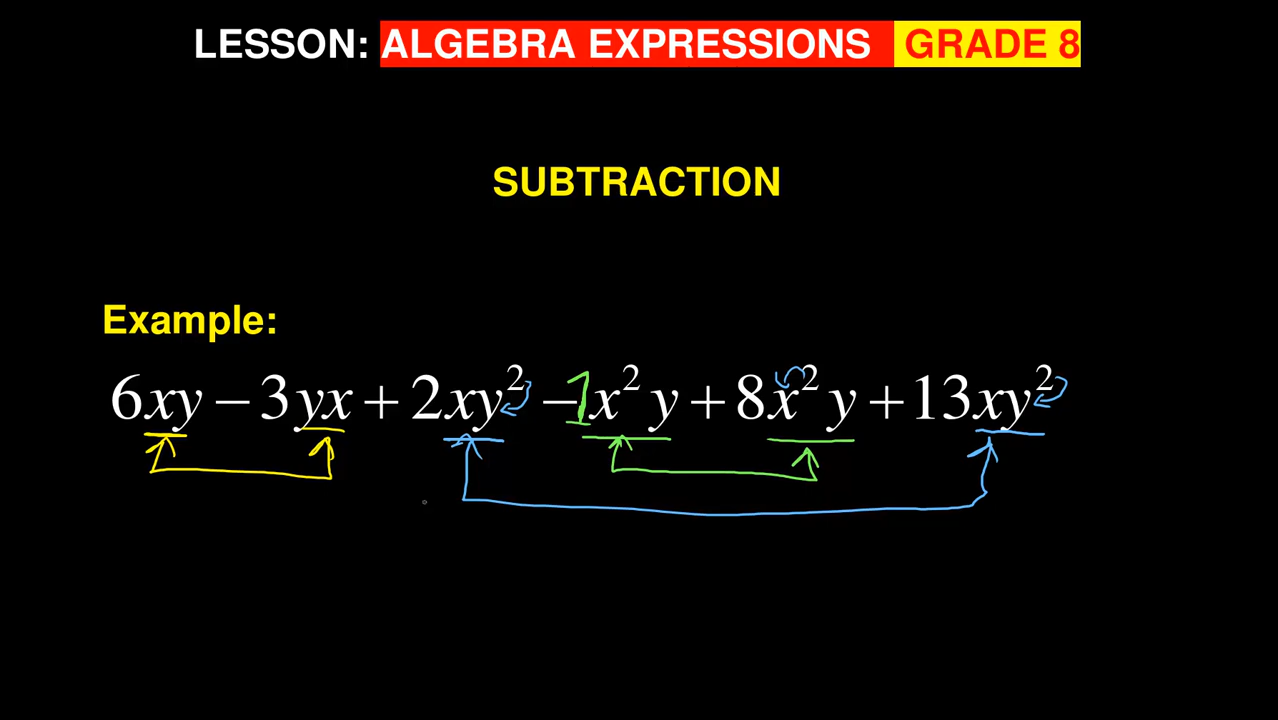 LESSON: ALGEBRA EXPRESSIONS GRADE 8
SUBTRACTION
Example:
6xy − 3yx + 2xy² − 1x²y + 8x²y + 13xy²